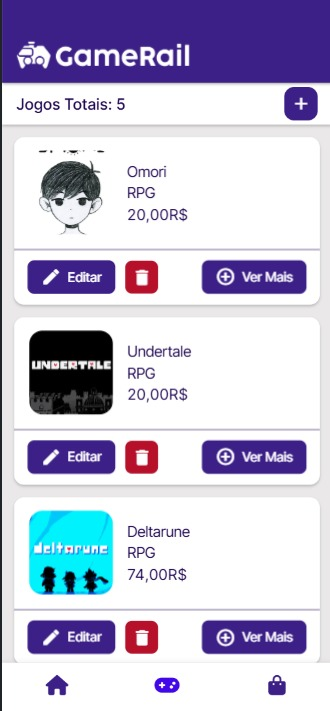 GameRail
Jogos Totais: 5
Omori
RPG
20,00R$
Editar
Ver Mais
UNDERTALE
Undertale
RPG
20,00R$
Editar
Ver Mais
deltarune
Deltarune
RPG
74,00R$
Editar
Ver Mais